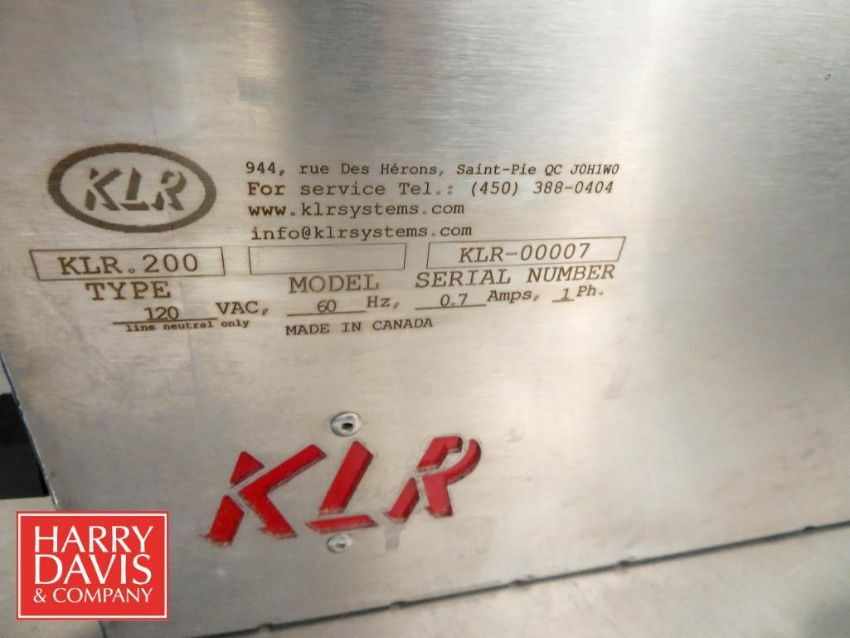 KLR
944, rue Des Hérons, Saint-Pie QC J0H1W0
For service Tel.: (450) 388-0404
www.klrsystems.com
info@klrsystems.com
KLR.200 KLR-00007
TYPE MODEL SERIAL NUMBER
120 VAC, 60 Hz, 0.7 Amps, 1 Ph.
line neutral only MADE IN CANADA
KLR
HARRY
DAVIS
& COMPANY